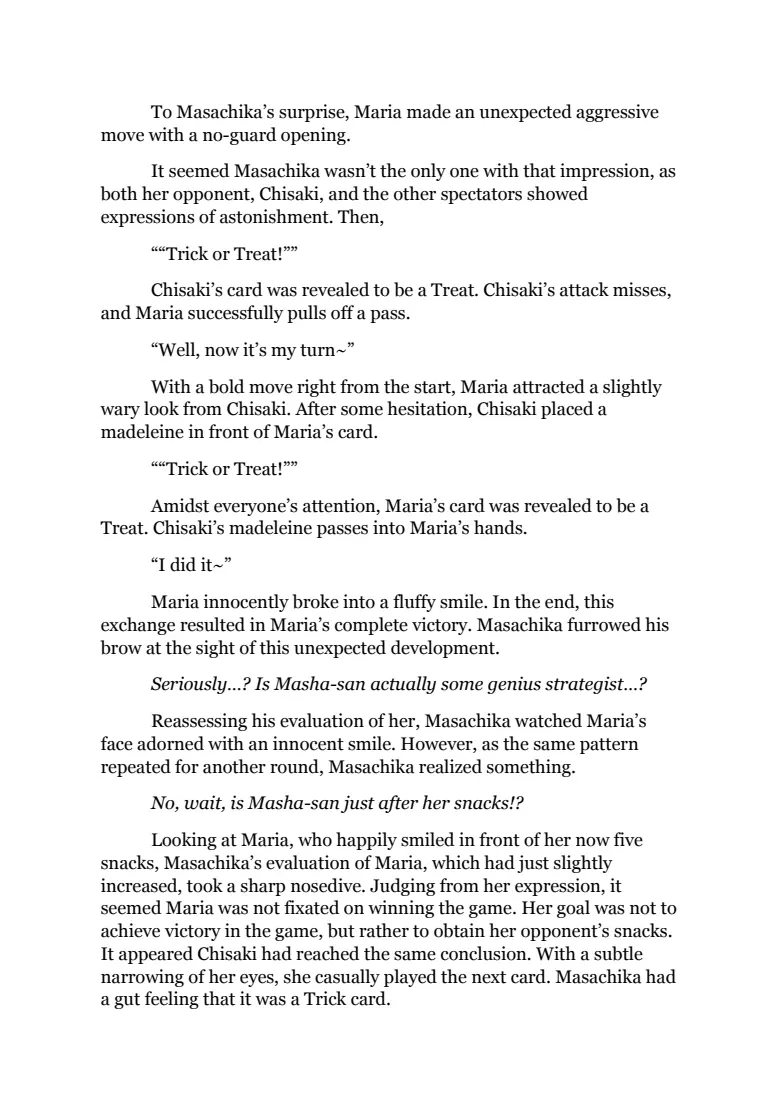 To Masachika’s surprise, Maria made an unexpected aggressive
move with a no-guard opening.
It seemed Masachika wasn’t the only one with that impression, as
both her opponent, Chisaki, and the other spectators showed
expressions of astonishment. Then,
““Trick or Treat!””
Chisaki’s card was revealed to be a Treat. Chisaki’s attack misses,
and Maria successfully pulls off a pass.
“Well, now it’s my turn~”
With a bold move right from the start, Maria attracted a slightly
wary look from Chisaki. After some hesitation, Chisaki placed a
madeleine in front of Maria’s card.
““Trick or Treat!””
Amidst everyone’s attention, Maria’s card was revealed to be a
Treat. Chisaki’s madeleine passes into Maria’s hands.
“I did it~”
Maria innocently broke into a fluffy smile. In the end, this
exchange resulted in Maria’s complete victory. Masachika furrowed his
brow at the sight of this unexpected development.
Seriously...? Is Masha-san actually some genius strategist...?
Reassessing his evaluation of her, Masachika watched Maria’s
face adorned with an innocent smile. However, as the same pattern
repeated for another round, Masachika realized something.
No, wait, is Masha-san just after her snacks!?
Looking at Maria, who happily smiled in front of her now five
snacks, Masachika’s evaluation of Maria, which had just slightly
increased, took a sharp nosedive. Judging from her expression, it
seemed Maria was not fixated on winning the game. Her goal was not to
achieve victory in the game, but rather to obtain her opponent’s snacks.
It appeared Chisaki had reached the same conclusion. With a subtle
narrowing of her eyes, she casually played the next card. Masachika had
a gut feeling that it was a Trick card.